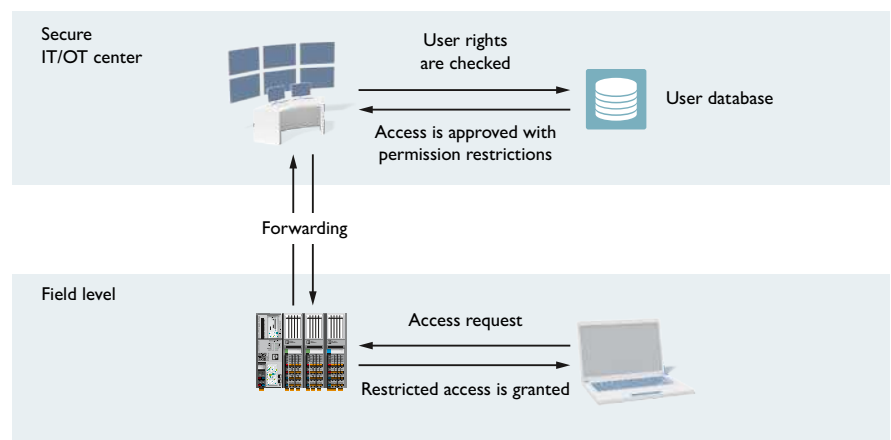 Secure
IT/OT center
User rights
are checked
User database
Access is approved with
permission restrictions
Forwarding
Field level
Access request
Restricted access is granted